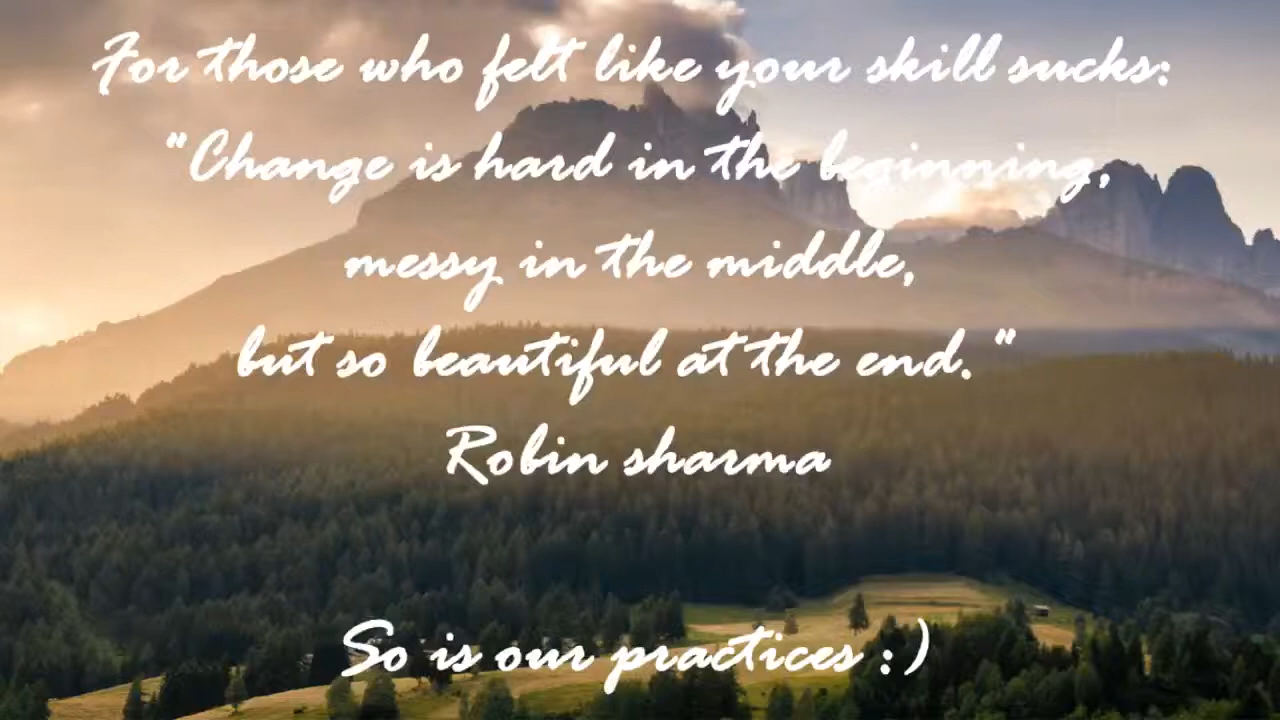 For those who felt like your skill sucks:
“Change is hard in the beginning,
messy in the middle,
but so beautiful at the end.“
Robin sharma
So is our practices :)